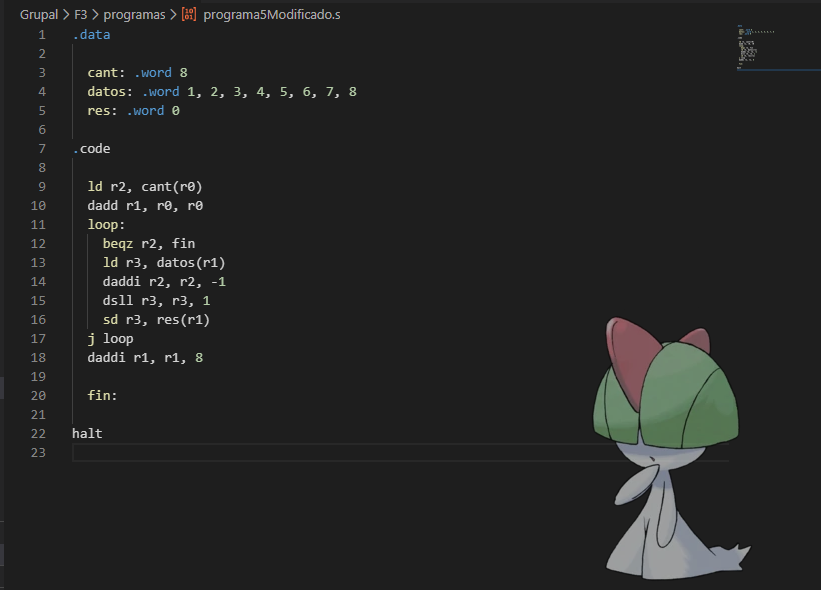 Grupal > F3 > programas > programa5Modificado.s
1 .data
2
3 cant: .word 8
4 datos: .word 1, 2, 3, 4, 5, 6, 7, 8
5 res: .word 0
6
7 .code
8
9 ld r2, cant(r0)
10 dadd r1, r0, r0
11 loop:
12 beqz r2, fin
13 ld r3, datos(r1)
14 daddi r2, r2, -1
15 dsll r3, r3, 1
16 sd r3, res(r1)
17 j loop
18 daddi r1, r1, 8
19
20 fin:
21
22 halt
23